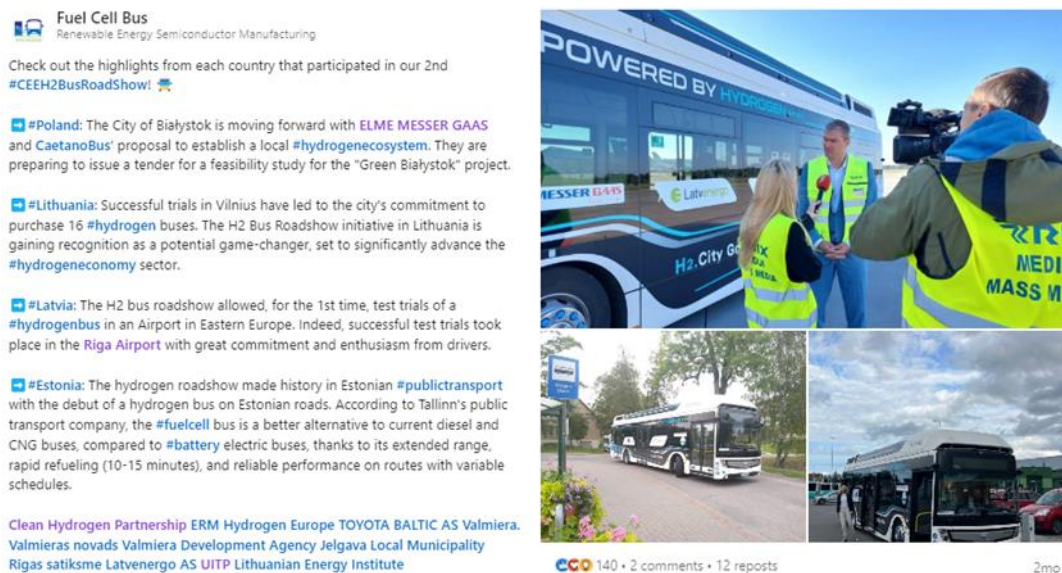 Fuel Cell Bus
Renewable Energy Semiconductor Manufacturing
Check out the highlights from each country that participated in our 2nd
#CEEH2BusRoadShow!
#Poland: The City of Białystok is moving forward with ELME MESSER GAAS
and CaetanoBus' proposal to establish a local #hydrogenecosystem. They are
preparing to issue a tender for a feasibility study for the "Green Białystok" project.
#Lithuania: Successful trials in Vilnius have led to the city's commitment to
purchase 16 #hydrogen buses. The H2 Bus Roadshow initiative in Lithuania is
gaining recognition as a potential game-changer, set to significantly advance the
#hydrogeneconomy sector.
#Latvia: The H2 bus roadshow allowed, for the 1st time, test trials of a
#hydrogenbus in an Airport in Eastern Europe. Indeed, successful test trials took
place in the Riga Airport with great commitment and enthusiasm from drivers.
#Estonia: The hydrogen roadshow made history in Estonian #publictransport
with the debut of a hydrogen bus on Estonian roads. According to Tallinn's public
transport company, the #fuelcell bus is a better alternative to current diesel and
CNG buses, compared to #battery electric buses, thanks to its extended range,
rapid refueling (10-15 minutes), and reliable performance on routes with variable
schedules.
Clean Hydrogen Partnership ERM Hydrogen Europe TOYOTA BALTIC AS Valmiera.
Valmieras novads Valmiera Development Agency Jelgava Local Municipality
Rīgas satiksme Latvenergo AS UITP Lithuanian Energy Institute
POWERED BY HYDROGEN
MESSER GAAS
Latvenergo
H2.City Go
MEDIA
MEDI
MASS M
140 • 2 comments • 12 reposts
2mo